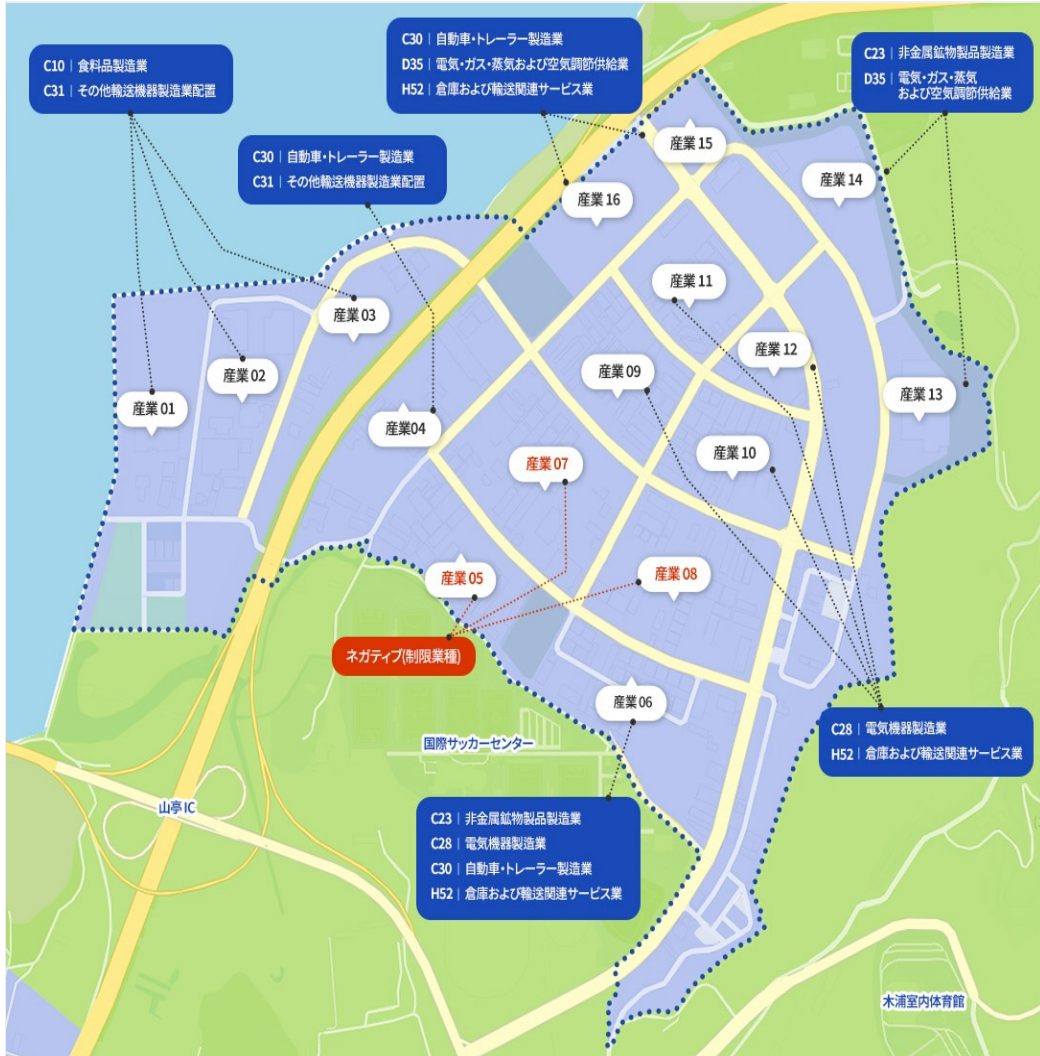 C10 | 食料品製造業
C31 | その他輸送機器製造業配置
C30 | 自動車・トレーラー製造業
D35 | 電気・ガス・蒸気および空気調節供給業
H52 | 倉庫および輸送関連サービス業
C23 | 非金属鉱物製品製造業
D35 | 電気・ガス・蒸気
および空気調節供給業
C30 | 自動車・トレーラー製造業
C31 | その他輸送機器製造業配置
産業 15
産業 14
産業 16
産業 11
産業 03
産業 12
産業 02
産業 09
産業 13
産業 01
産業04
産業 10
産業 07
産業 05
産業 08
ネガティブ(制限業種)
産業 06
C28 | 電気機器製造業
H52 | 倉庫および輸送関連サービス業
国際サッカーセンター
山亭 IC
C23 | 非金属鉱物製品製造業
C28 | 電気機器製造業
C30 | 自動車・トレーラー製造業
H52 | 倉庫および輸送関連サービス業
木浦室内体育館